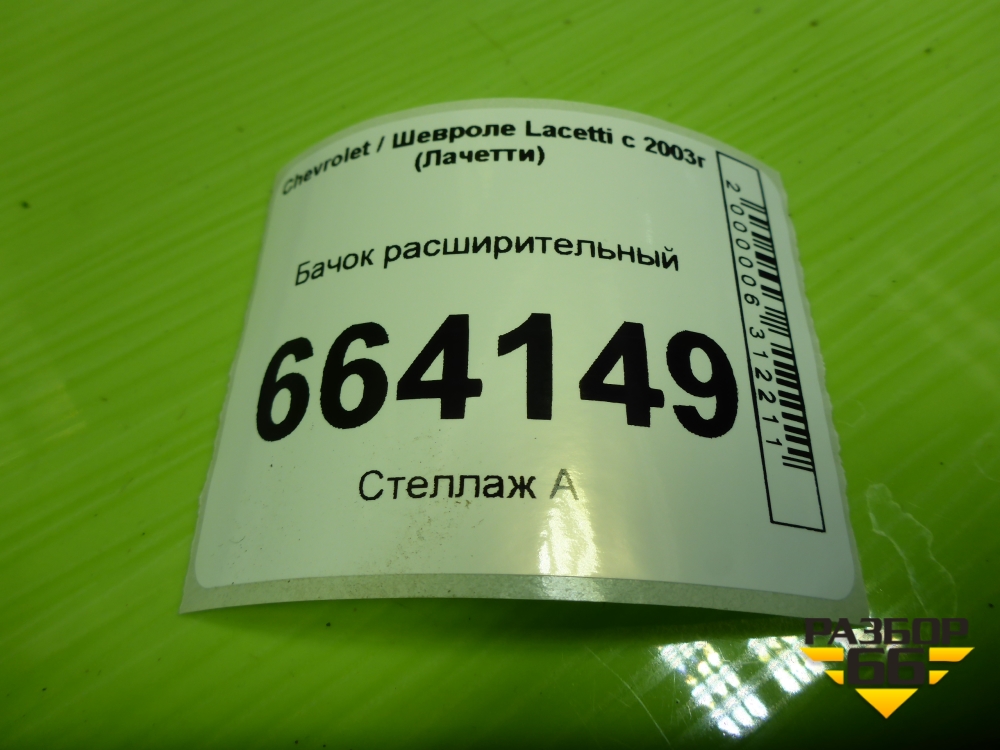 Chevrolet / Шевроле Lacetti с 2003г
(Лачетти)
Бачок расширительный
664149
Стеллаж А
2000006312211
РАЗБОР
66